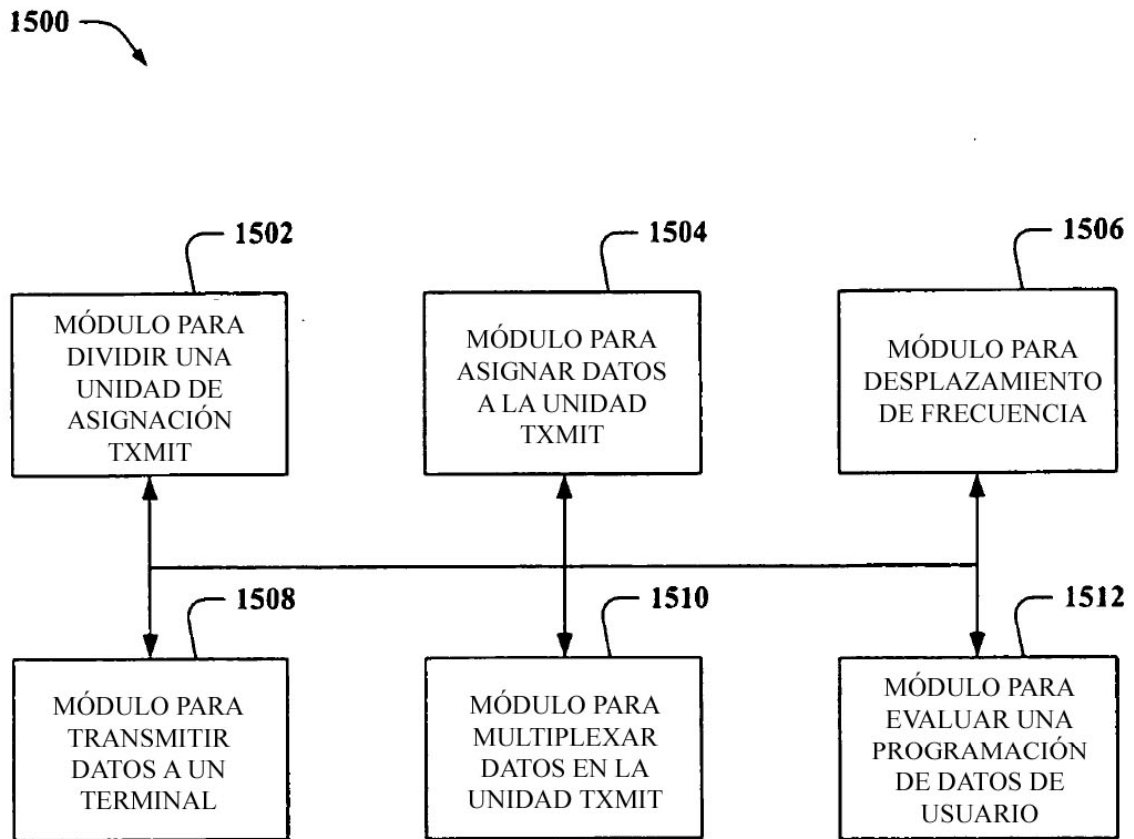 1500
1502
1504
1506
MÓDULO PARA
DIVIDIR UNA
UNIDAD DE
ASIGNACIÓN
TXMIT
MÓDULO PARA
ASIGNAR DATOS
A LA UNIDAD
TXMIT
MÓDULO PARA
DESPLAZAMIENTO
DE FRECUENCIA
1508
1510
1512
MÓDULO PARA
TRANSMITIR
DATOS A UN
TERMINAL
MÓDULO PARA
MULTIPLEXAR
DATOS EN LA
UNIDAD TXMIT
MÓDULO PARA
EVALUAR UNA
PROGRAMACIÓN
DE DATOS DE
USUARIO